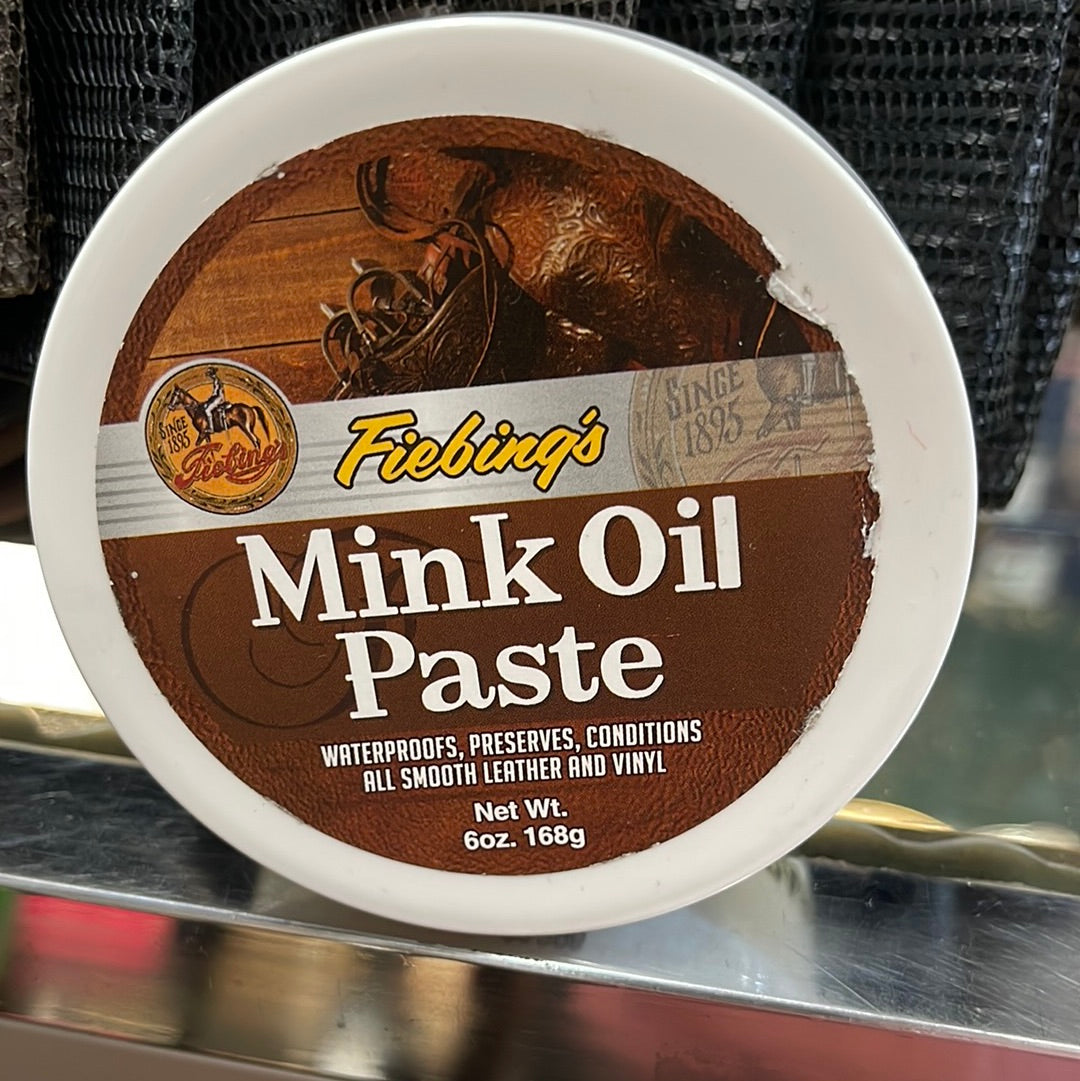 SINCE
1895
SINCE
1895
Fiebing's
Fiebing's
Mink Oil
Paste
WATERPROOFS, PRESERVES, CONDITIONS
ALL SMOOTH LEATHER AND VINYL
Net Wt.
6oz. 168g